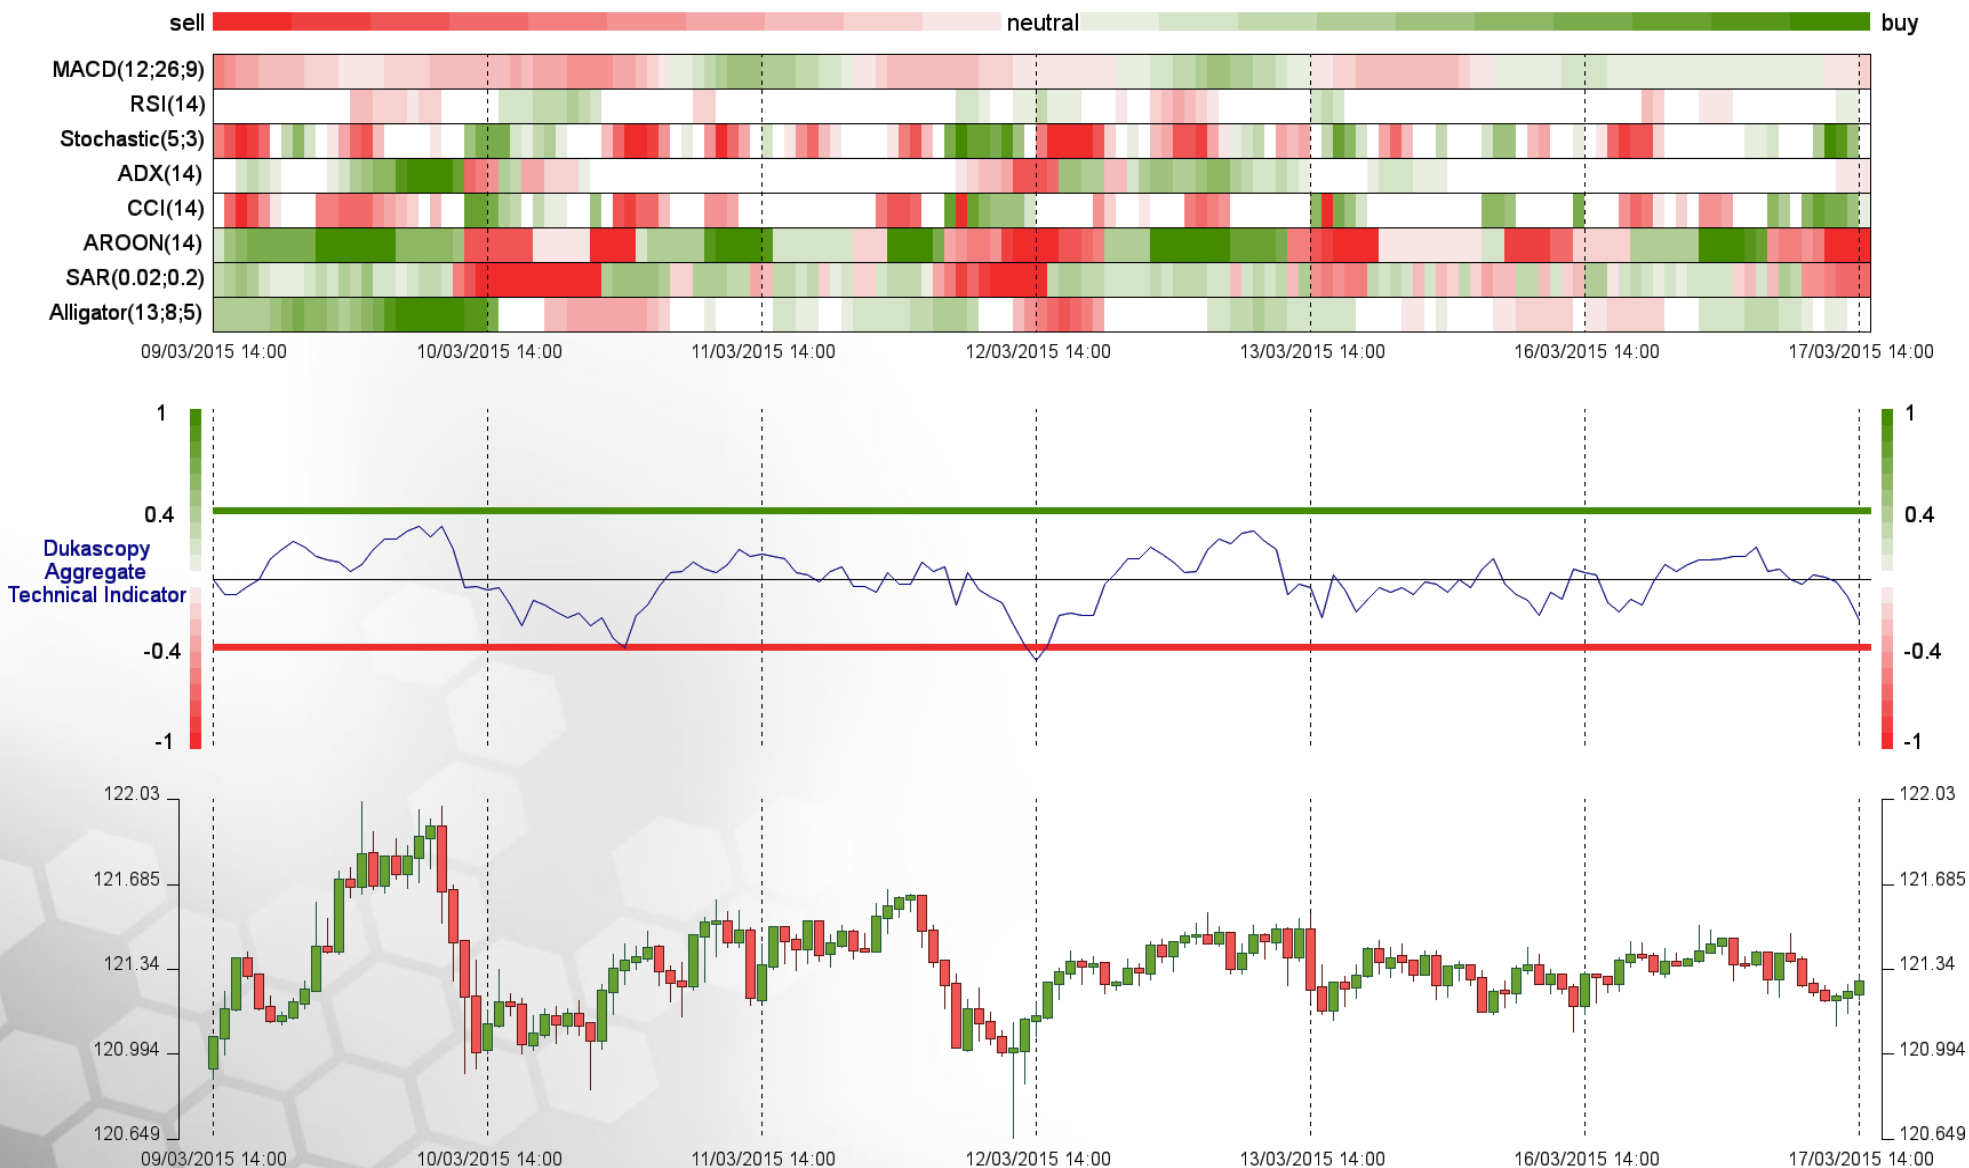 sell neutral buy
MACD(12;26;9)
RSI(14)
Stochastic(5;3)
ADX(14)
CCI(14)
AROON(14)
SAR(0.02;0.2)
Alligator(13;8;5)
09/03/2015 14:00 10/03/2015 14:00 11/03/2015 14:00 12/03/2015 14:00 13/03/2015 14:00 16/03/2015 14:00 17/03/2015 14:00
1 1
0.4 0.4
Dukascopy
Aggregate
Technical Indicator
-0.4 -0.4
-1 -1
122.03 122.03
121.685 121.685
121.34 121.34
120.994 120.994
120.649 120.649
09/03/2015 14:00 10/03/2015 14:00 11/03/2015 14:00 12/03/2015 14:00 13/03/2015 14:00 16/03/2015 14:00 17/03/2015 14:00